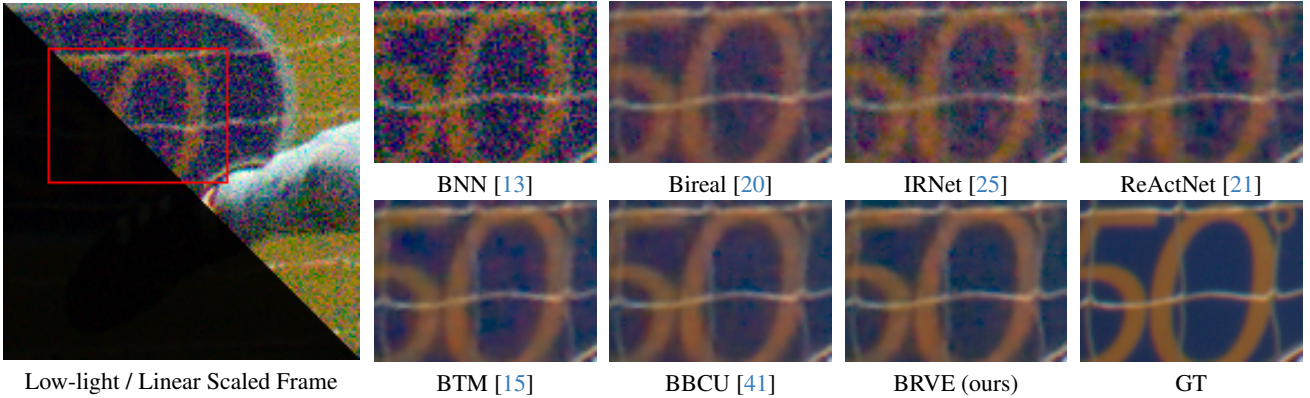 BNN [13]
Bireal [20]
IRNet [25]
ReActNet [21]
Low-light / Linear Scaled Frame
BTM [15]
BBCU [41]
BRVE (ours)
GT
50